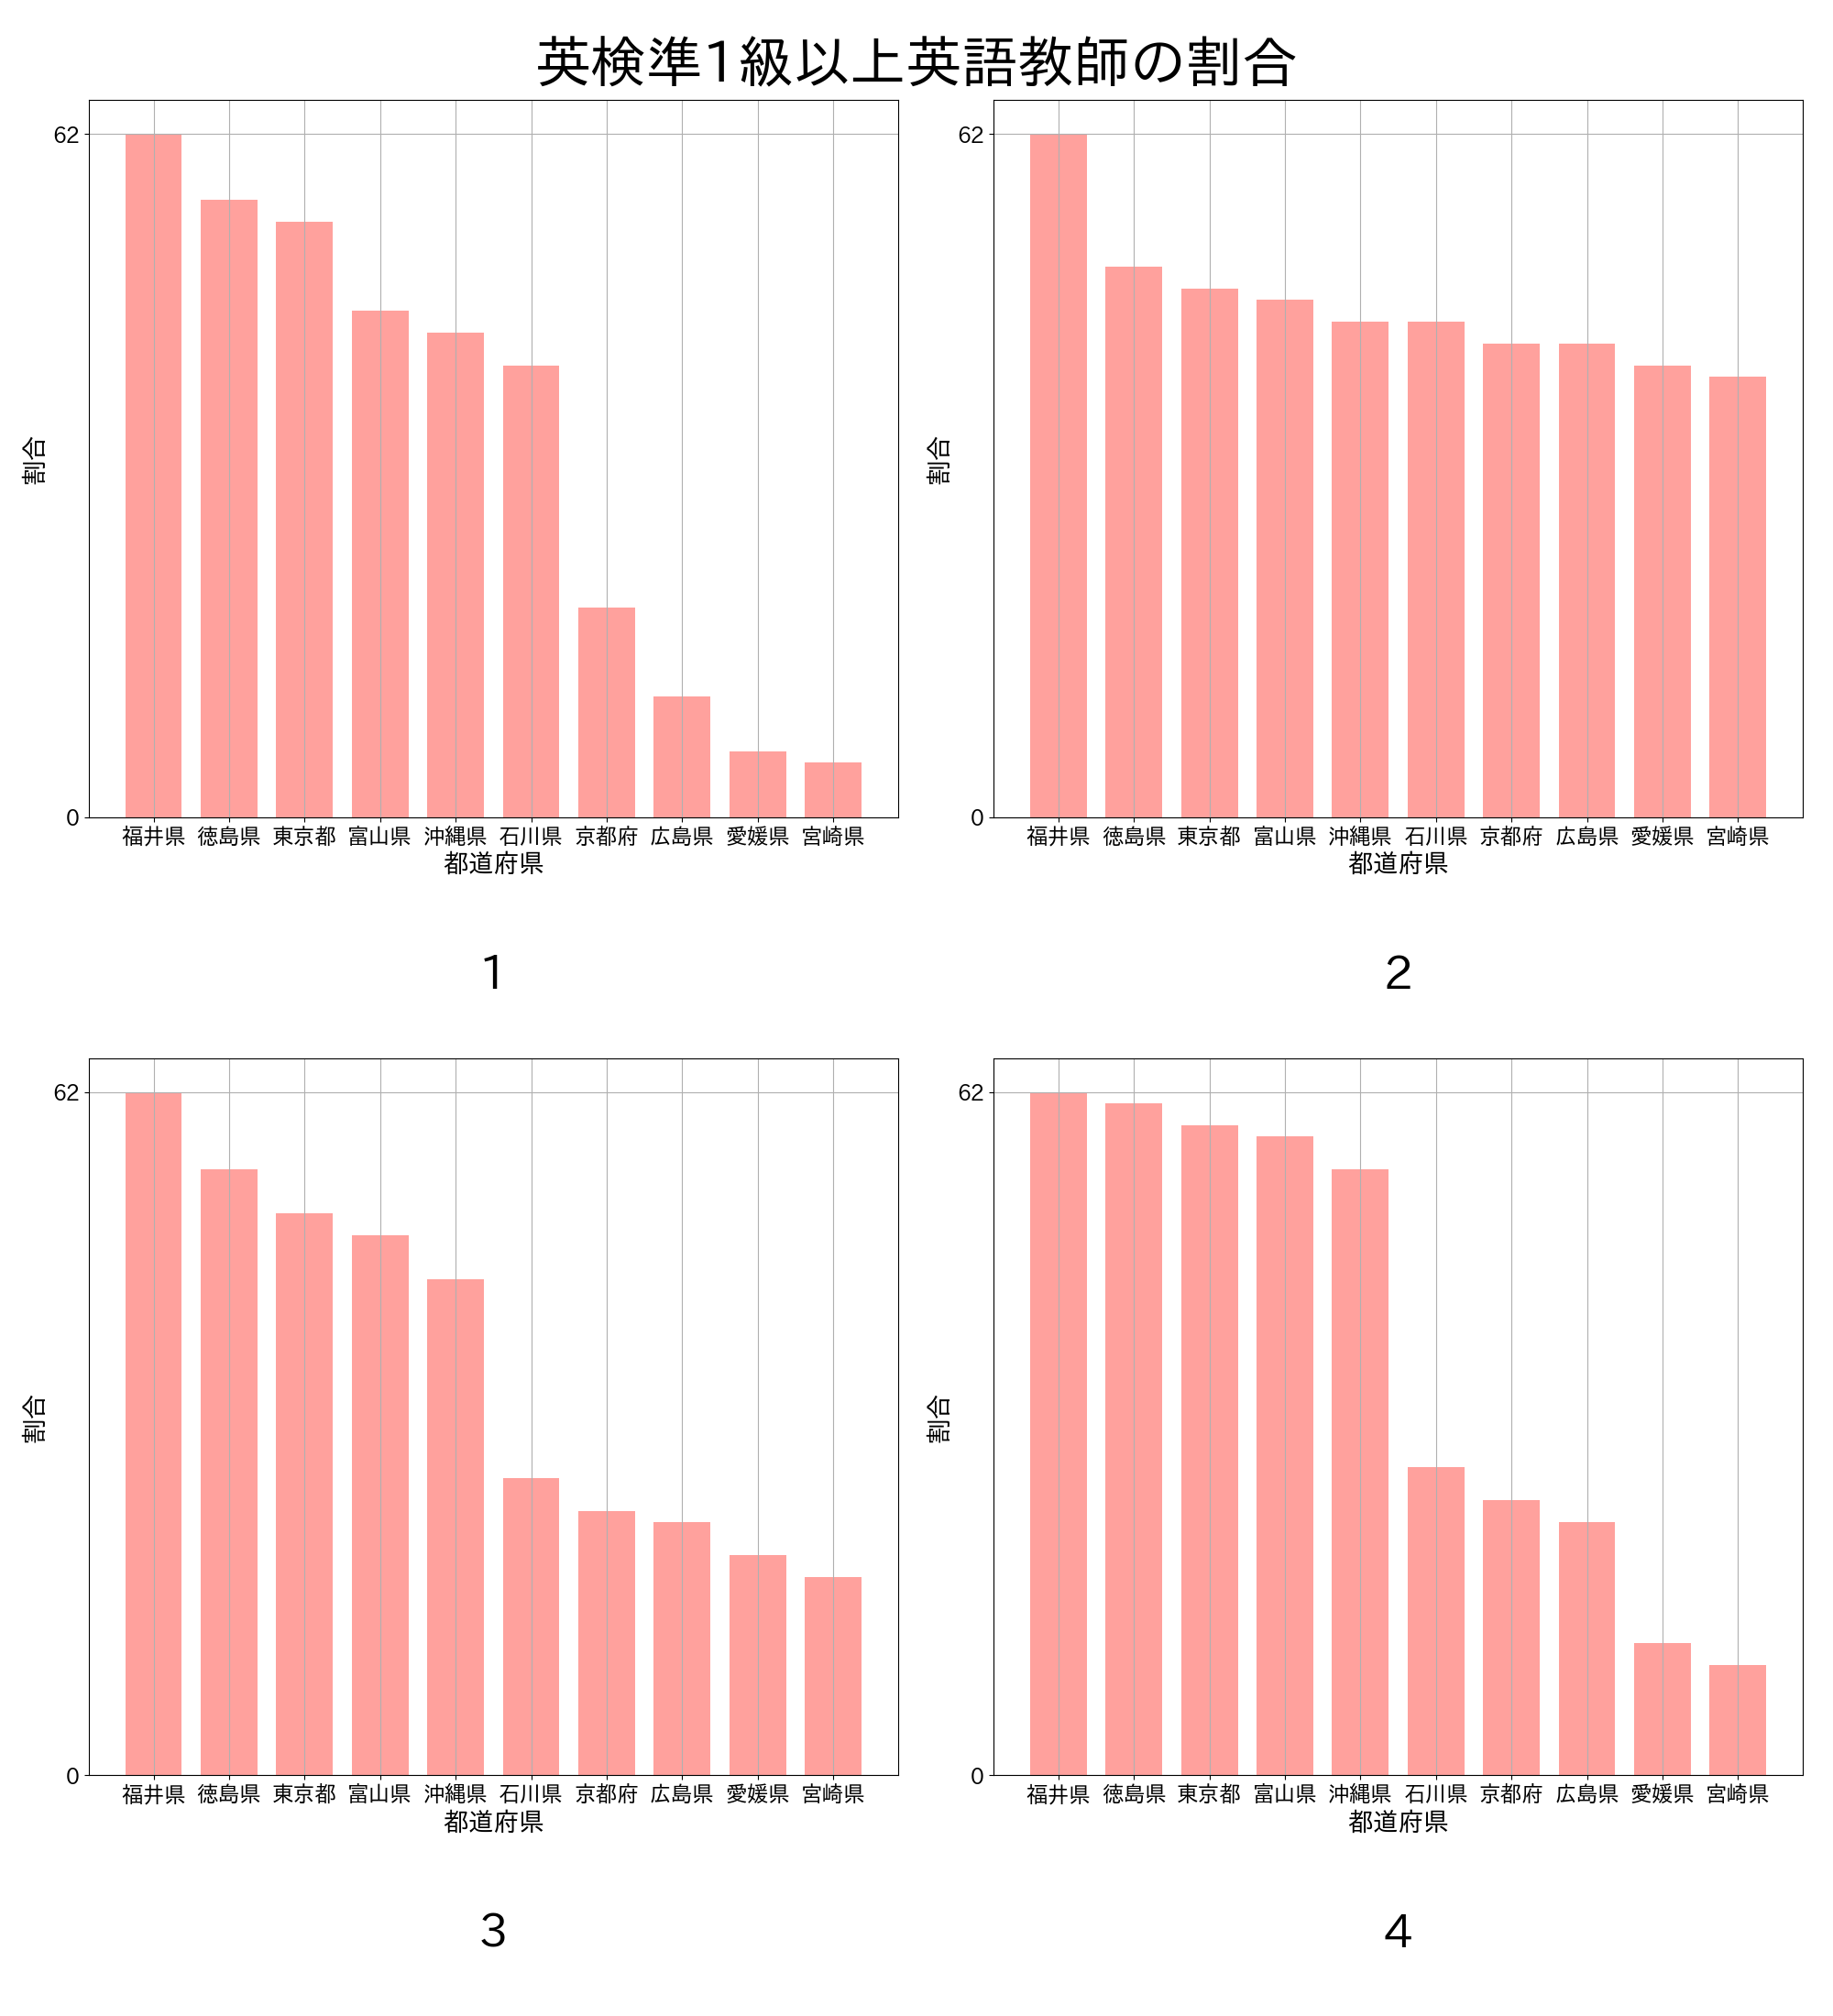 英検準1級以上英語教師の割合
62
0
割合
福井県 徳島県 東京都 富山県 沖縄県 石川県 京都府 広島県 愛媛県 宮崎県
都道府県
1
62
0
割合
福井県 徳島県 東京都 富山県 沖縄県 石川県 京都府 広島県 愛媛県 宮崎県
都道府県
2
62
0
割合
福井県 徳島県 東京都 富山県 沖縄県 石川県 京都府 広島県 愛媛県 宮崎県
都道府県
3
62
0
割合
福井県 徳島県 東京都 富山県 沖縄県 石川県 京都府 広島県 愛媛県 宮崎県
都道府県
4